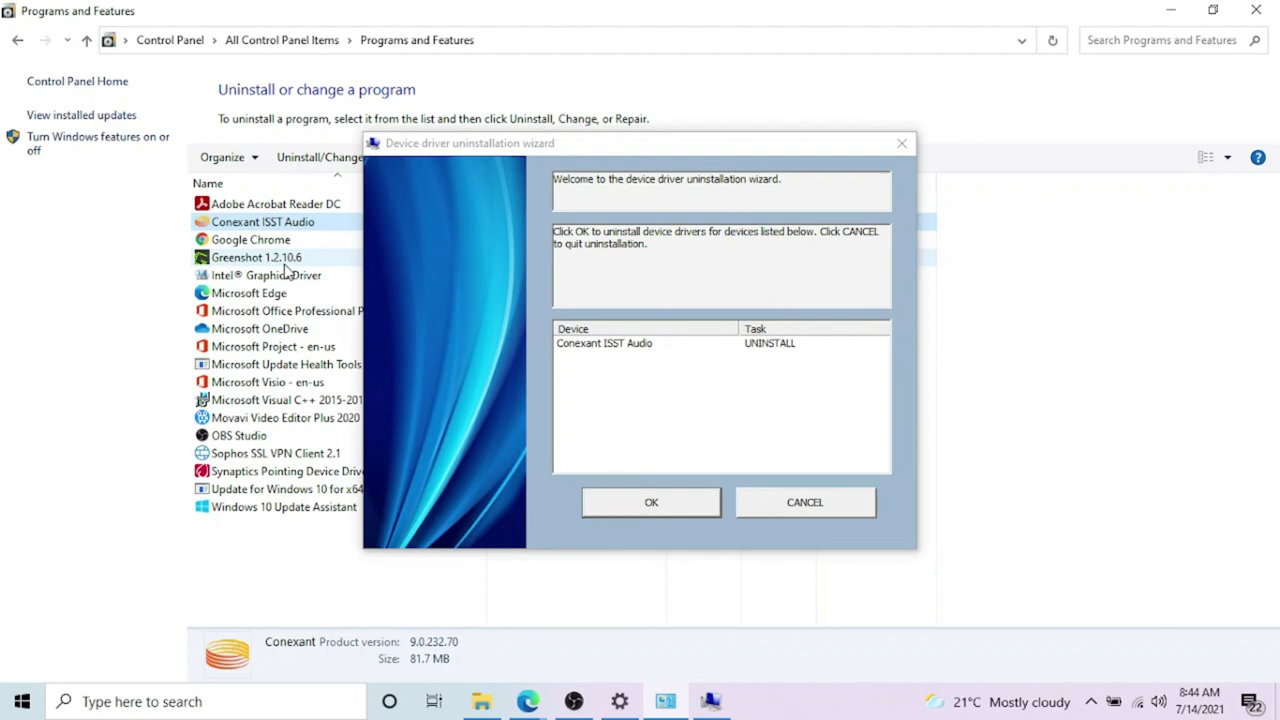 Programs and Features
Control Panel > All Control Panel Items > Programs and Features
Search Programs and Features
Control Panel Home
View installed updates
Turn Windows features on or
off
Uninstall or change a program
To uninstall a program, select it from the list and then click Uninstall, Change, or Repair.
Organize
Uninstall/Change
Name
Adobe Acrobat Reader DC
Conexant ISST Audio
Google Chrome
Greenshot 1.2.10.6
Intel® Graphics Driver
Microsoft Edge
Microsoft Office Professional P
Microsoft OneDrive
Microsoft Project - en-us
Microsoft Update Health Tools
Microsoft Visio - en-us
Microsoft Visual C++ 2015-201
Movavi Video Editor Plus 2020
OBS Studio
Sophos SSL VPN Client 2.1
Synaptics Pointing Device Driv
Update for Windows 10 for x64
Windows 10 Update Assistant
Device driver uninstallation wizard
Welcome to the device driver uninstallation wizard.
Click OK to uninstall device drivers for devices listed below. Click CANCEL
to quit uninstallation.
Device Task
Conexant ISST Audio UNINSTALL
OK
CANCEL
Conexant Product version: 9.0.232.70
Size: 81.7 MB
Type here to search
21°C Mostly cloudy
8:44 AM
7/14/2021
22